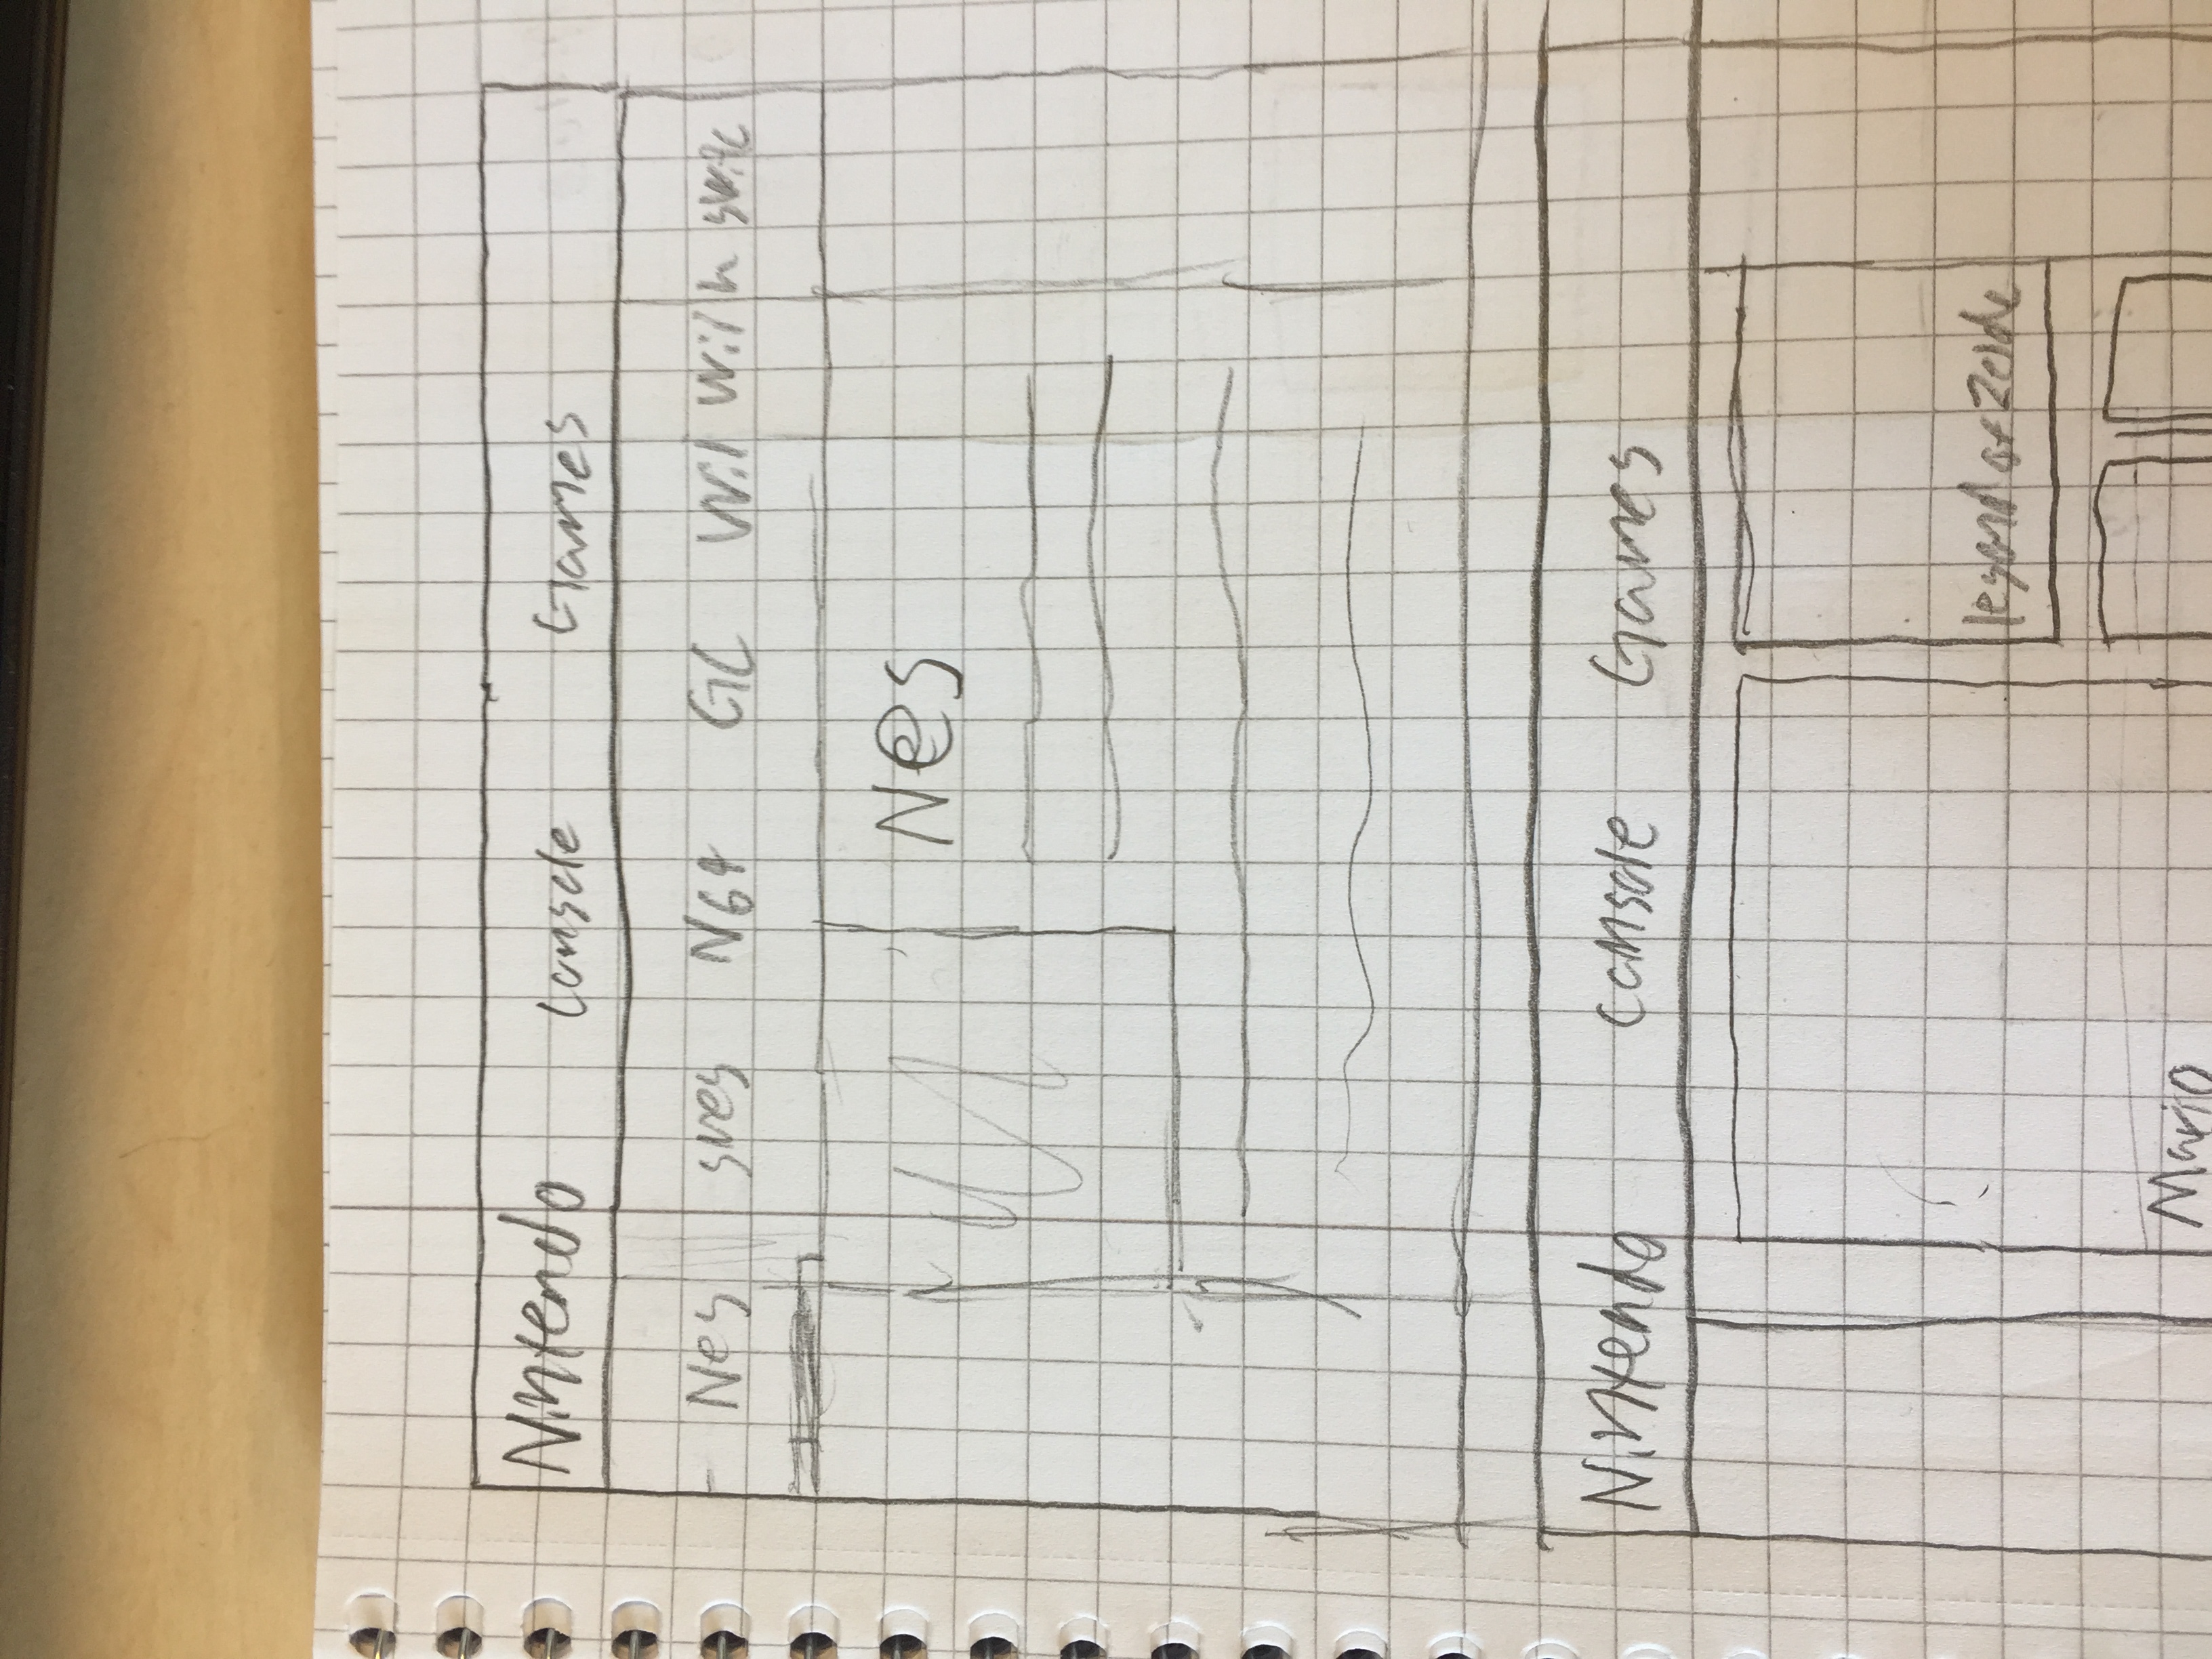 Nintendo Console Games
Nes snes N64 GC Wii Wii u switc
Nes
Nintendo Console Games
legend of Zelda
Mario